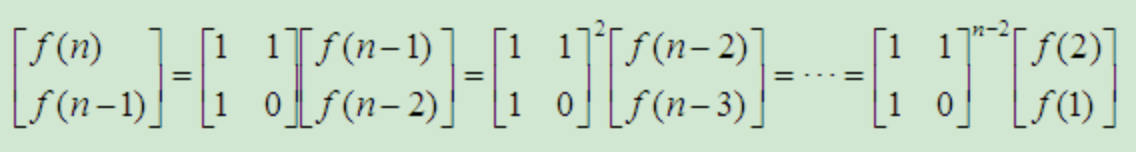 [f(n) f(n−1)] = [1 1 1 0] [f(n−1) f(n−2)] = [1 1 1 0]² [f(n−2) f(n−3)] = ⋯ = [1 1 1 0]ⁿ⁻² [f(2) f(1)]